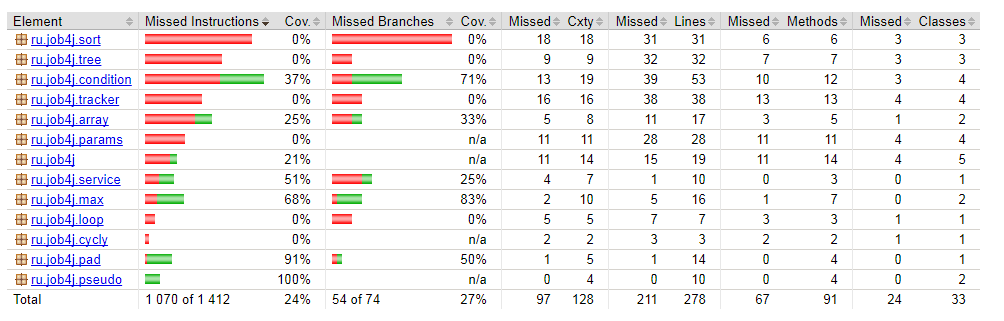 Element Missed Instructions Cov. Missed Branches Cov. Missed Cxty Missed Lines Missed Methods Missed Classes
ru.job4j.sort 0% 0% 18 18 31 31 6 6 3 3
ru.job4j.tree 0% 0% 9 9 32 32 7 7 3 3
ru.job4j.condition 37% 71% 13 19 39 53 10 12 3 4
ru.job4j.tracker 0% 0% 16 16 38 38 13 13 4 4
ru.job4j.array 25% 33% 5 8 11 17 3 5 1 2
ru.job4j.params 0% n/a 11 11 28 28 11 11 4 4
ru.job4j 21% n/a 11 14 15 19 11 14 4 5
ru.job4j.service 51% 25% 4 7 1 10 0 3 0 1
ru.job4j.max 68% 83% 2 10 5 16 1 7 0 2
ru.job4j.loop 0% 0% 5 5 7 7 3 3 1 1
ru.job4j.cycly 0% n/a 2 2 3 3 2 2 1 1
ru.job4j.pad 91% 50% 1 5 1 14 0 4 0 1
ru.job4j.pseudo 100% n/a 0 4 0 10 0 4 0 2
Total 1 070 of 1 412 24% 54 of 74 27% 97 128 211 278 67 91 24 33